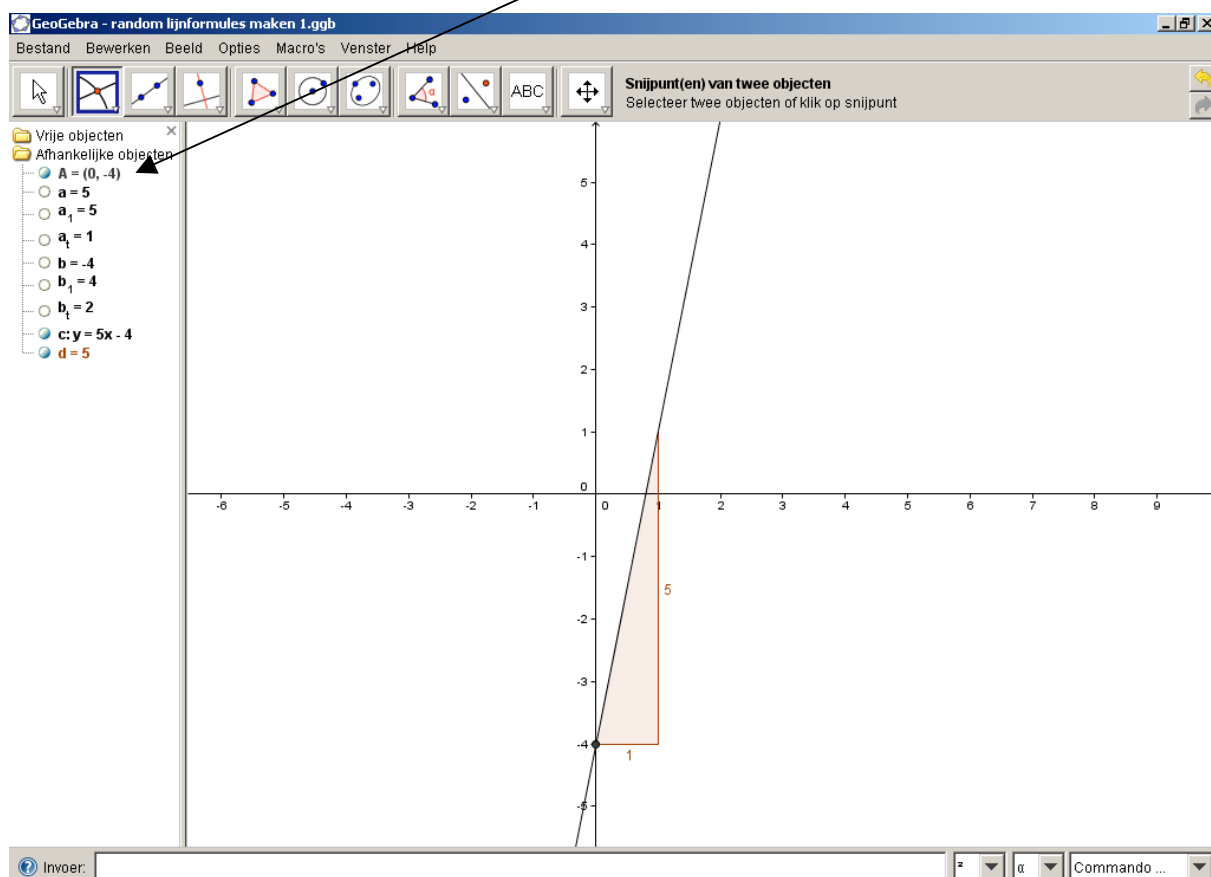 GeoGebra - random lijnformules maken 1.ggb
Bestand Bewerken Beeld Opties Macro's Venster Help
ABC
α
Snijpunt(en) van twee objecten
Selecteer twee objecten of klik op snijpunt
Vrije objecten
Afhankelijke objecten
A = (0, -4)
a = 5
a₁ = 5
aₜ = 1
b = -4
b₁ = 4
bₜ = 2
c: y = 5x - 4
d = 5
5
4
3
2
1
0
-6 -5 -4 -3 -2 -1 0 1 2 3 4 5 6 7 8 9
-1
5
-2
-3
-4
1
-5
Invoer: ² α Commando ...